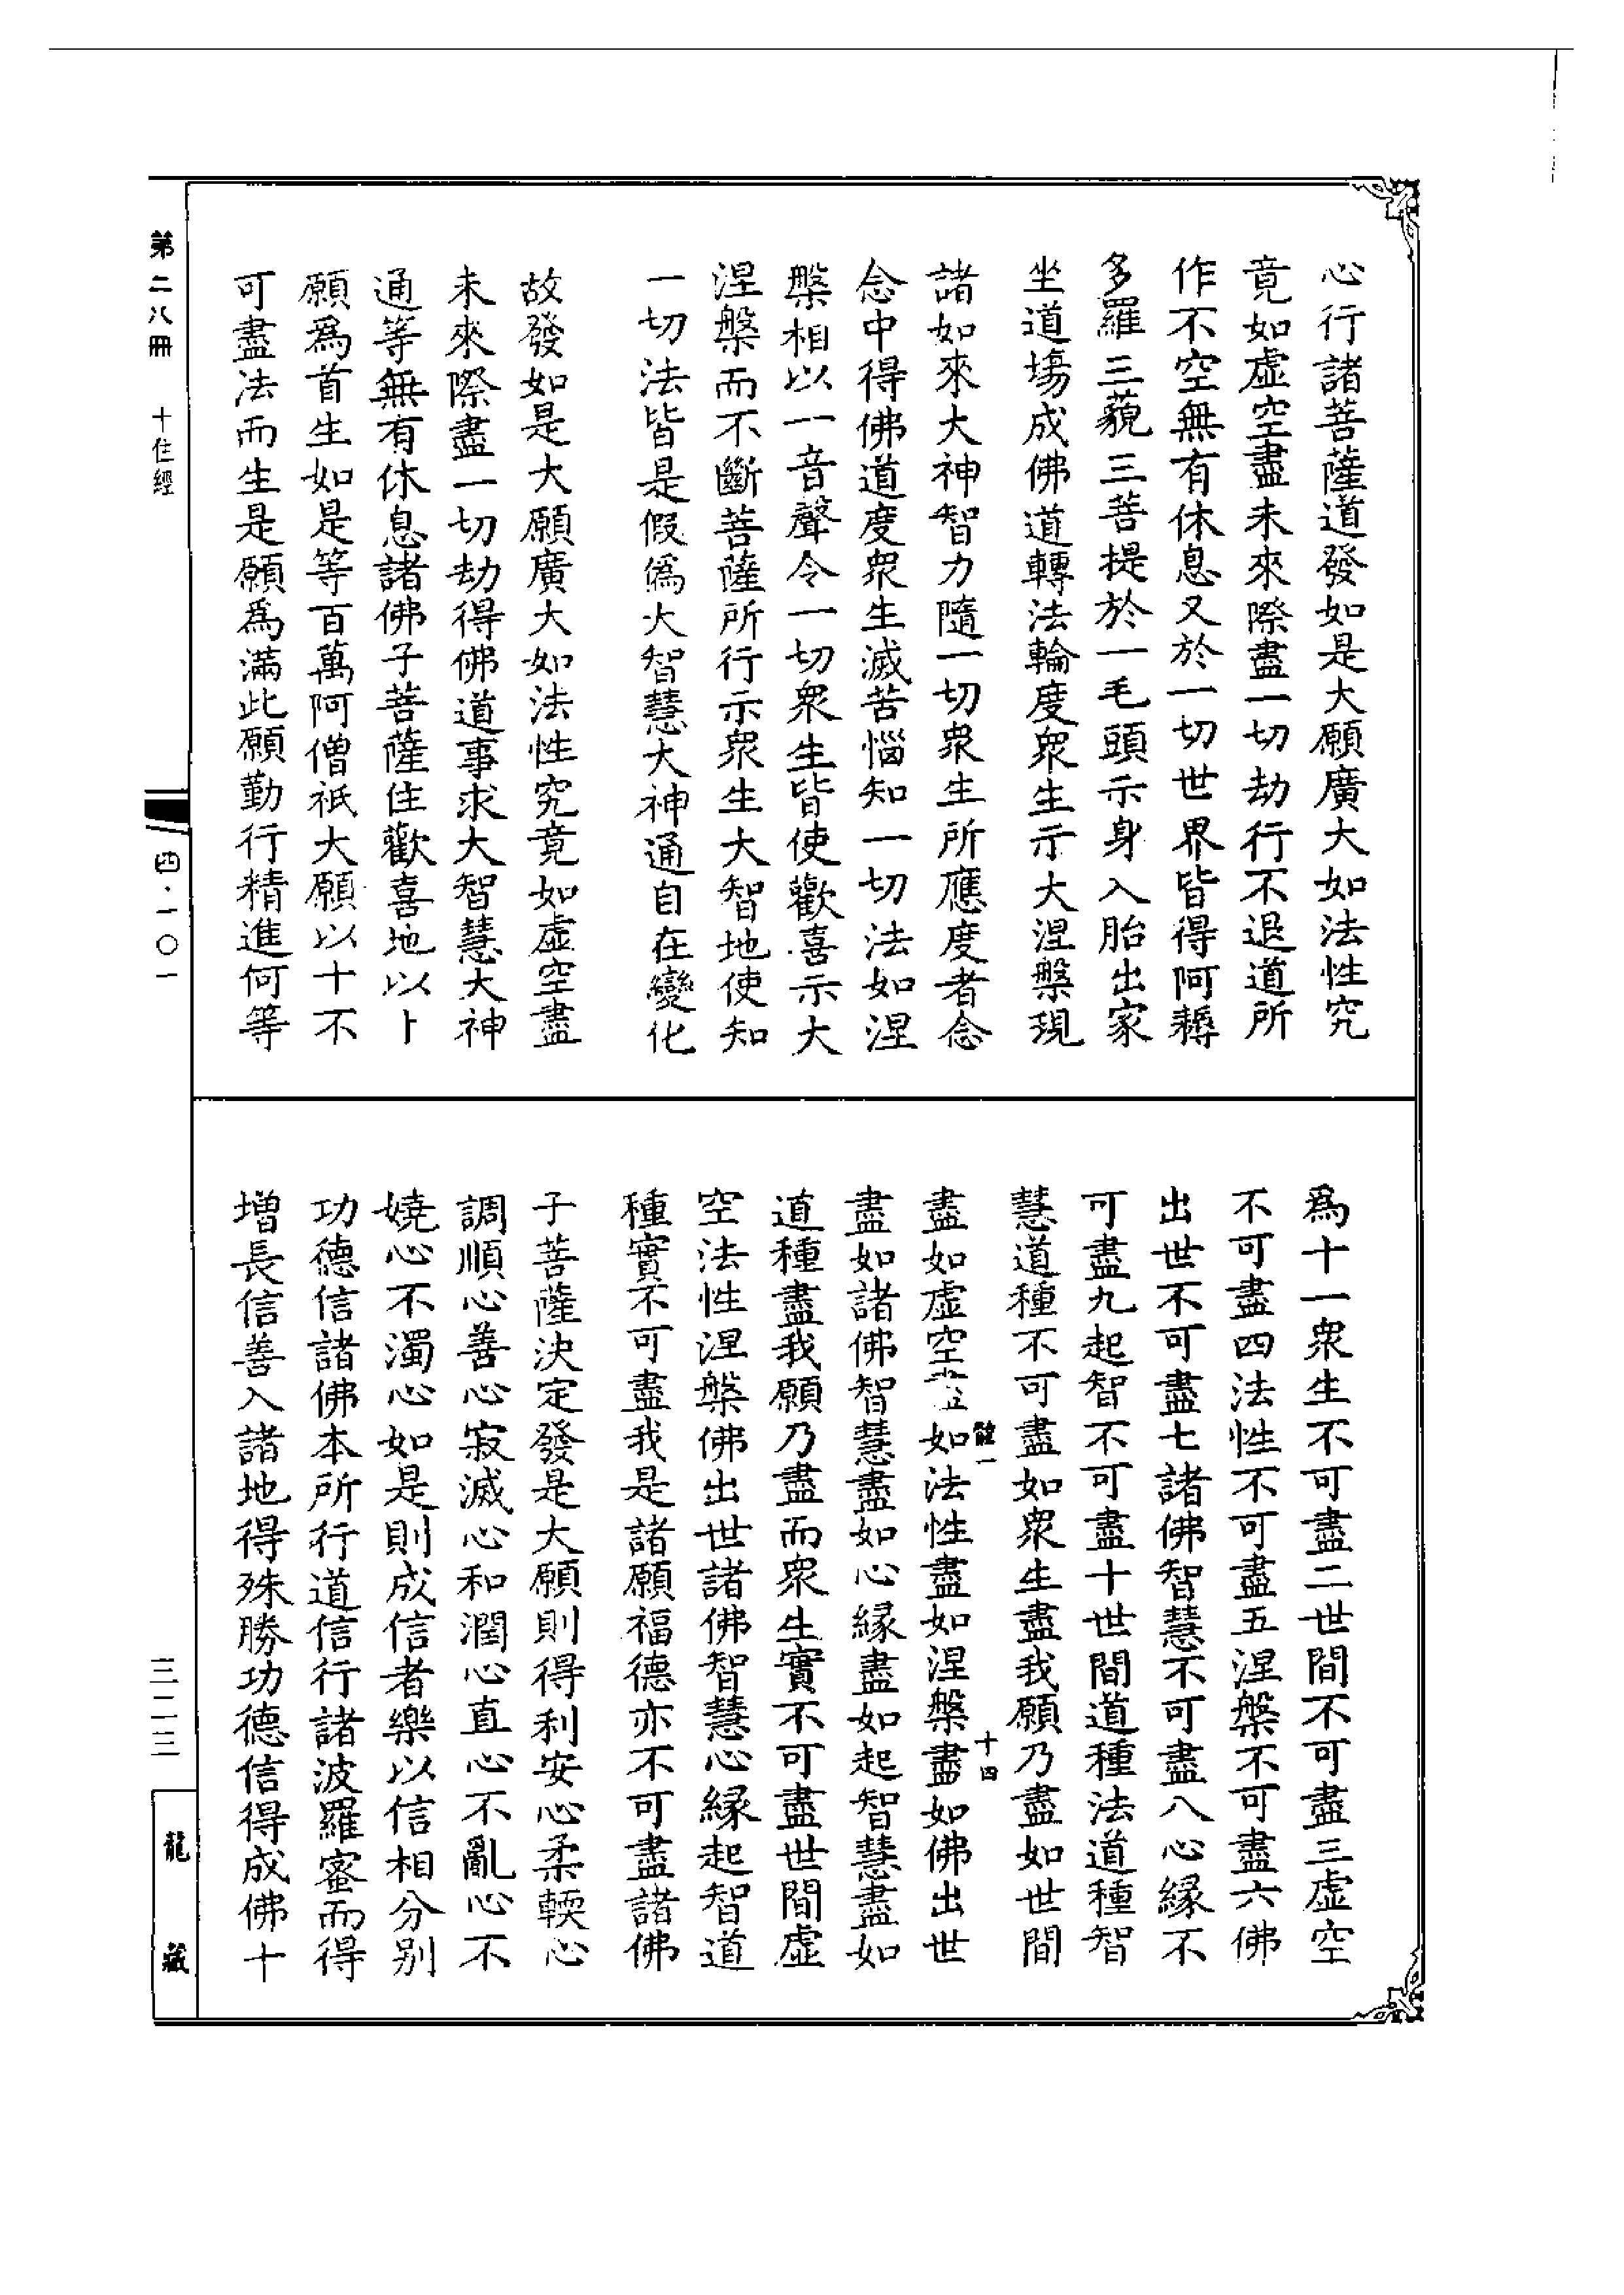 心行諸菩薩道發如是大願廣大如法性究
竟如虛空盡未來際盡一切劫行不退道所
作不空無有休息又於一切世界皆得阿耨
多羅三藐三菩提於一毛頭示身入胎出家
坐道場成佛道轉法輪度衆生示大涅槃現
諸如來大神智力隨一切衆生所應度者念
念中得佛道度衆生滅苦惱知一切法如涅
槃相以一音聲令一切衆生皆使歡喜示大
涅槃而不斷菩薩所行示衆生大智地使知
一切法皆是假僞大智慧大神通自在變化
故發如是大願廣大如法性究竟如虛空盡
未來際盡一切劫得佛道事求大智慧大神
通等無有休息諸佛子菩薩住歡喜地以
願爲首生如是等百萬阿僧祇大願以十不
可盡法而生是願爲滿此願勤行精進何等
爲十一衆生不可盡二世間不可盡三虛空
不可盡四法性不可盡五涅槃不可盡六佛
出世不可盡七諸佛智慧不可盡八心緣不
可盡九起智不可盡十世間道種法道種智
慧道種不可盡如衆生盡我願乃盡如世間
盡如虛空如法性盡如涅槃盡如佛出世
十四
盡如諸佛智慧盡如心緣盡如起智慧盡如
道種盡我願乃盡而衆生實不可盡世間虛
空法性涅槃佛出世諸佛智慧心緣起智道
種實不可盡我是諸願福德亦不可盡諸佛
子菩薩決定發是大願則得利安心柔輭心
調順心善心寂滅心和潤心直心不亂心不
嬈心不濁心如是則成信者樂以信相分別
功德信諸佛本所行道信行諸波羅蜜而得
增長信善入諸地得殊勝功德信得成佛十
第二八冊 十住經
四·一〇一
三二三
龍藏